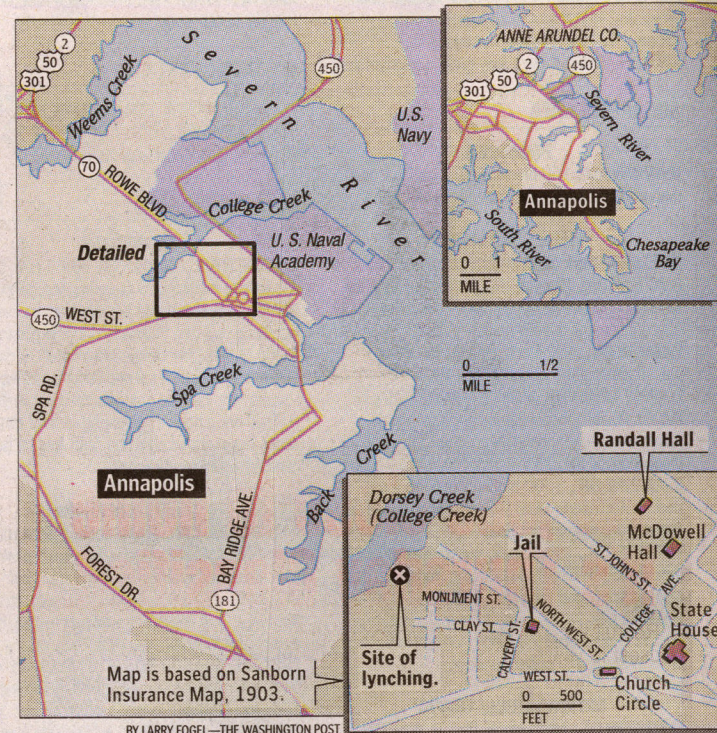 Severn
River
2
50
301
Weems Creek
450
U.S.
Navy
70
ROWE BLVD.
College Creek
Detailed
U. S. Naval
Academy
450
WEST ST.
SPA RD.
Spa Creek
0 1/2
MILE
Annapolis
Back
Creek
BAY RIDGE AVE.
FOREST DR.
181
Map is based on Sanborn
Insurance Map, 1903.
BY LARRY FOGEL—THE WASHINGTON POST
ANNE ARUNDEL CO.
2
50
450
301
Severn River
Annapolis
South River
Chesapeake
Bay
0 1
MILE
Randall Hall
Dorsey Creek
(College Creek)
McDowell
Hall
Jail
ST. JOHN'S ST.
COLLEGE AVE.
MONUMENT ST.
NORTH WEST ST.
CLAY ST.
CALVERT ST.
State
House
Site of
lynching.
WEST ST.
Church
Circle
0 500
FEET